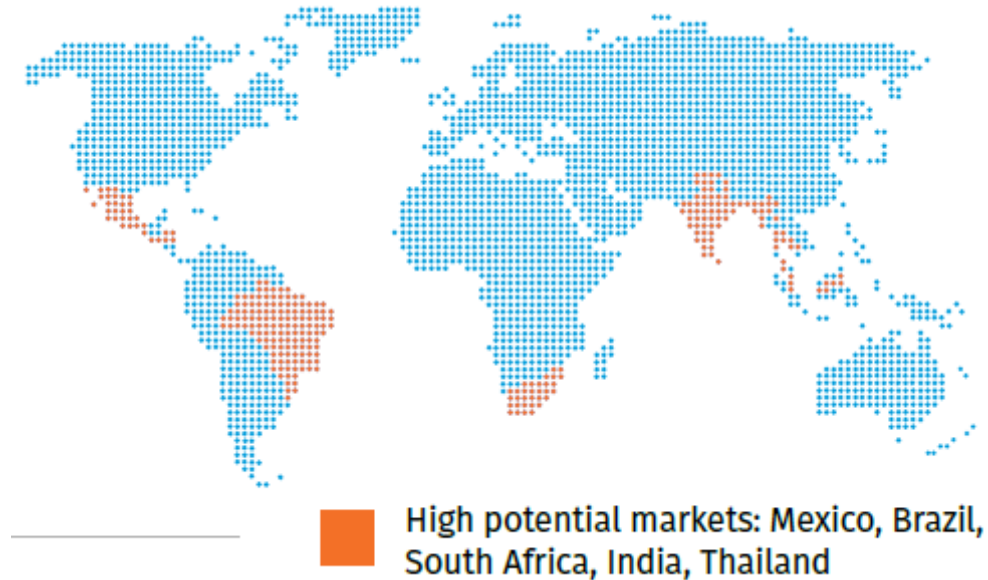 High potential markets: Mexico, Brazil,
South Africa, India, Thailand